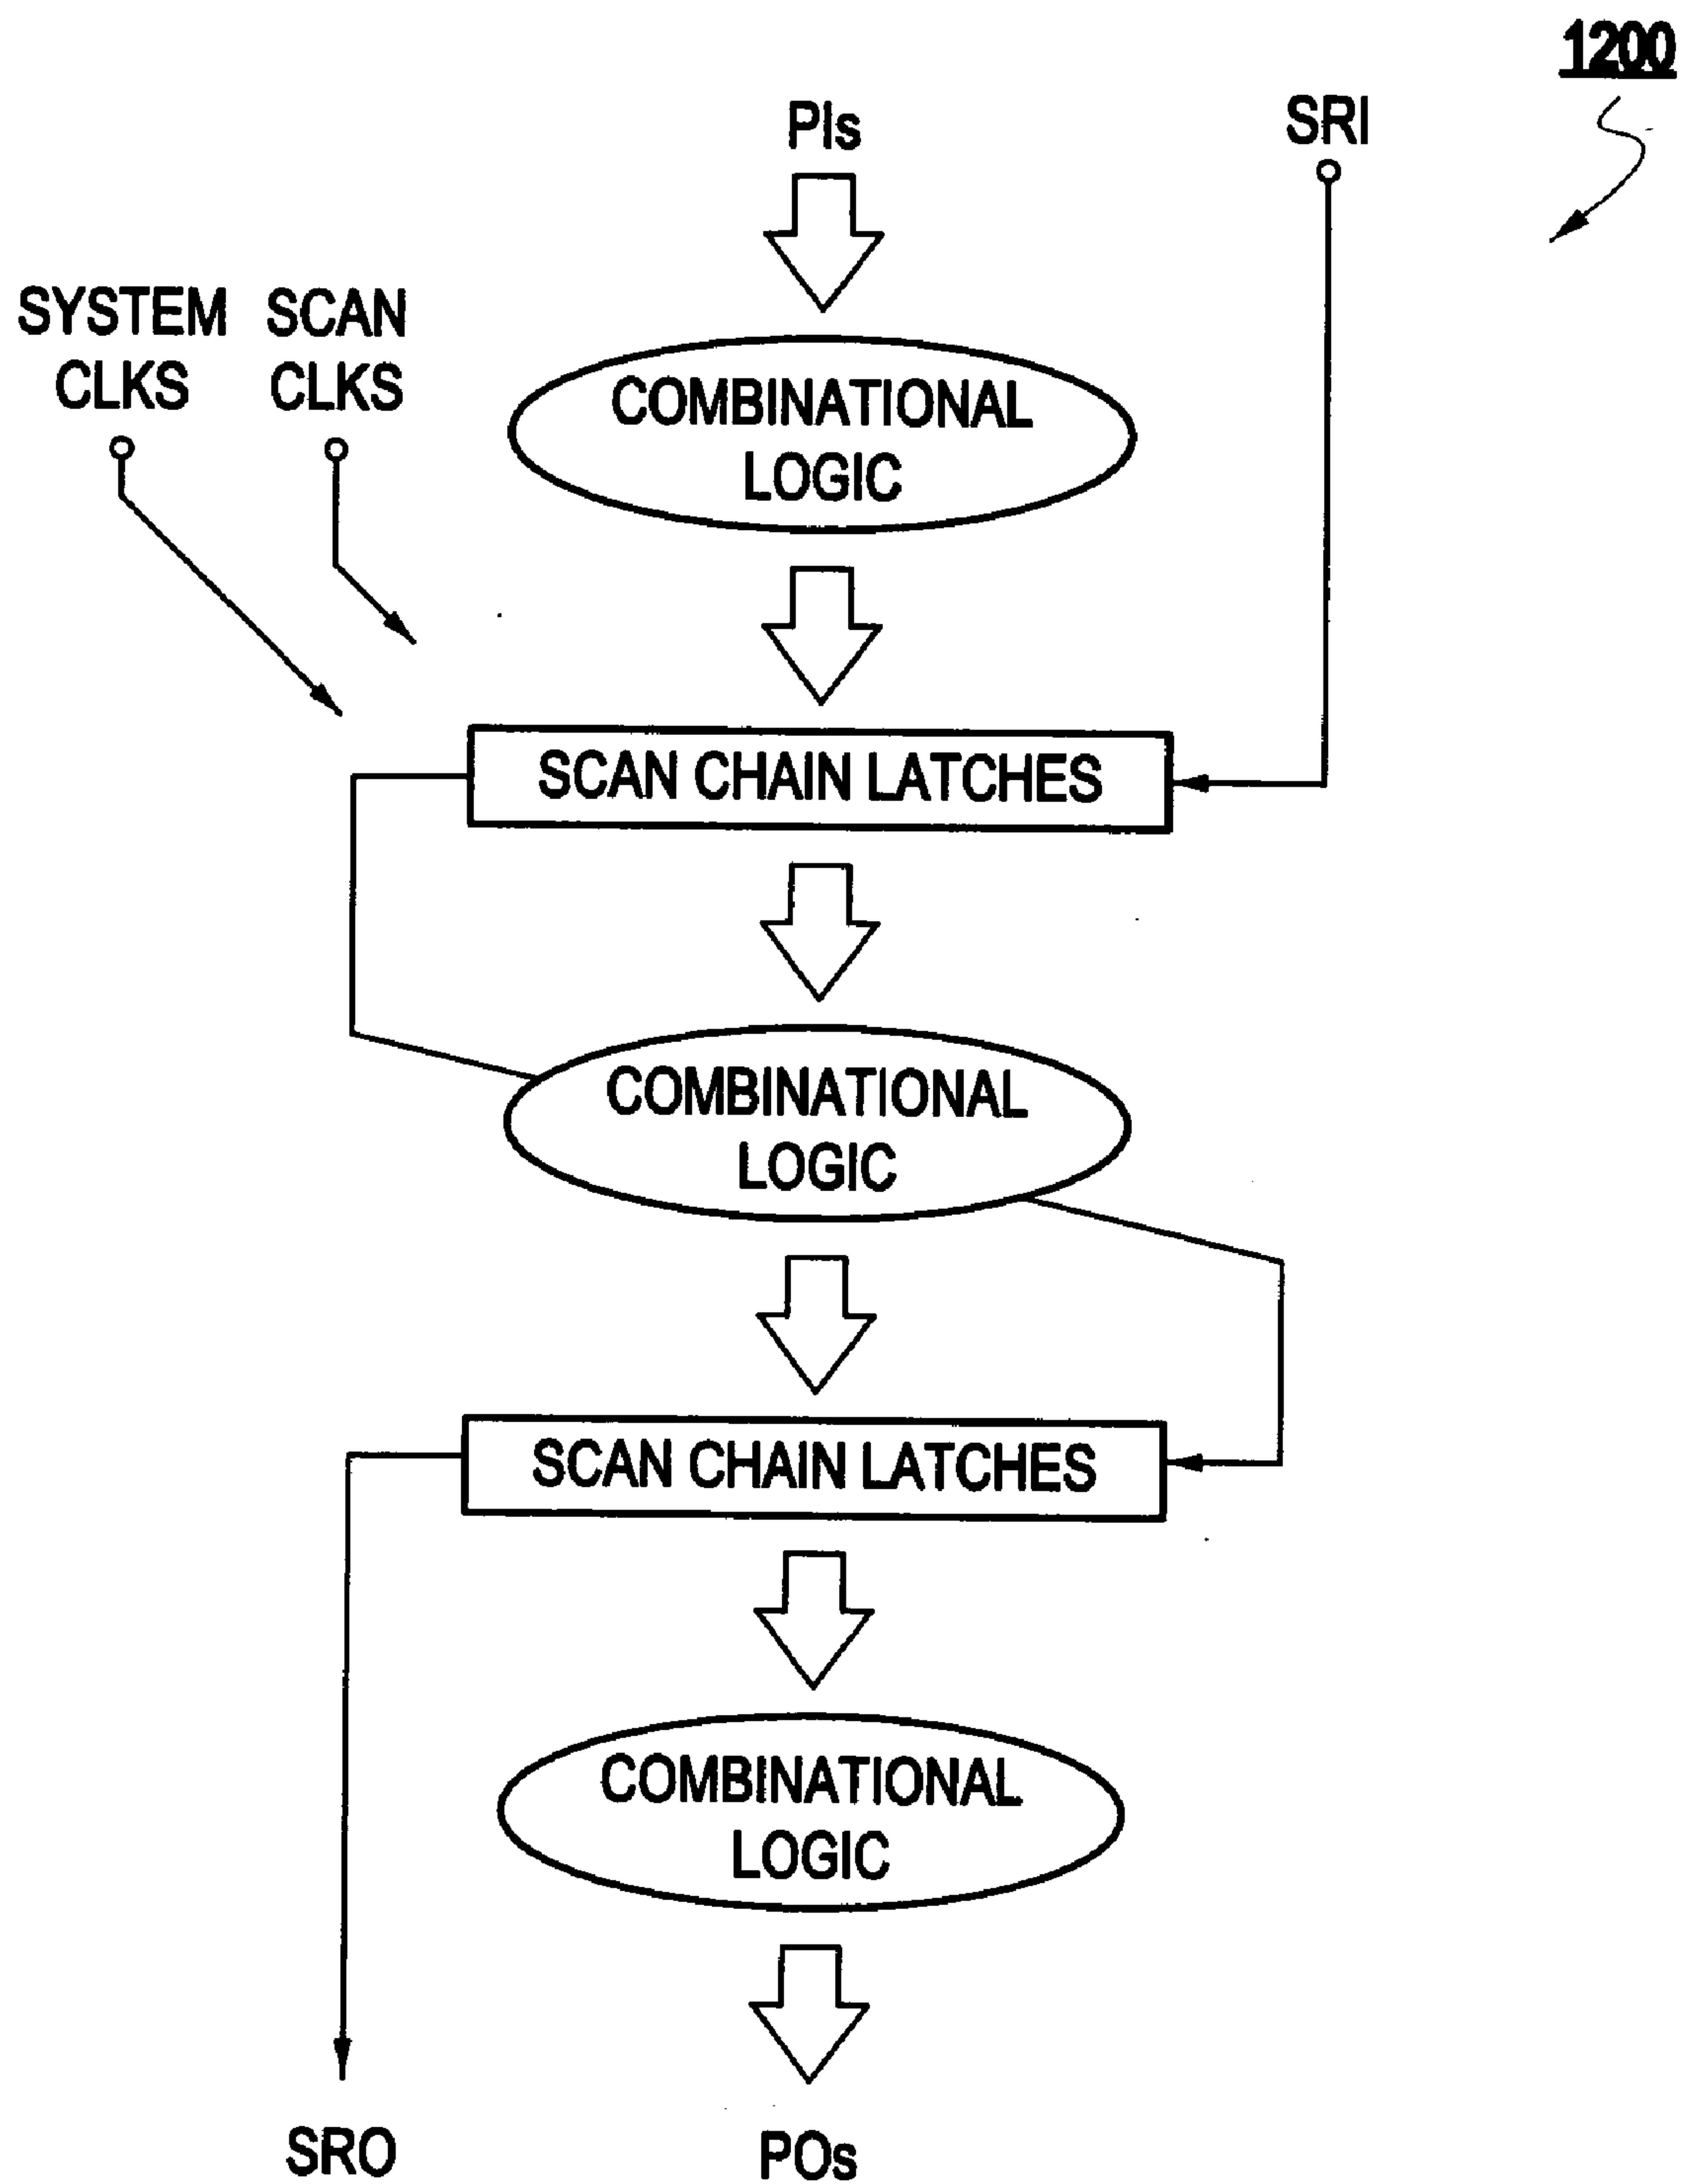 1200
PIs
SRI
SYSTEM
CLKS
SCAN
CLKS
COMBINATIONAL
LOGIC
SCAN CHAIN LATCHES
COMBINATIONAL
LOGIC
SCAN CHAIN LATCHES
COMBINATIONAL
LOGIC
SRO
POs